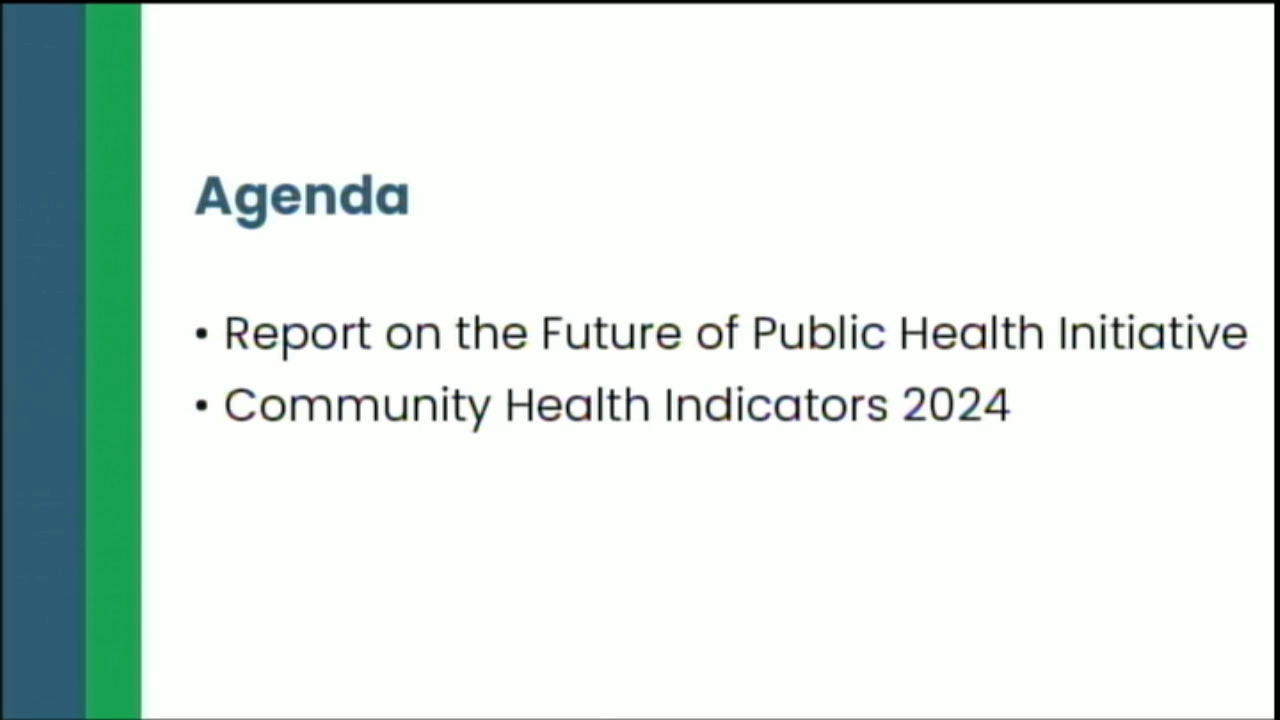 Agenda
• Report on the Future of Public Health Initiative
• Community Health Indicators 2024